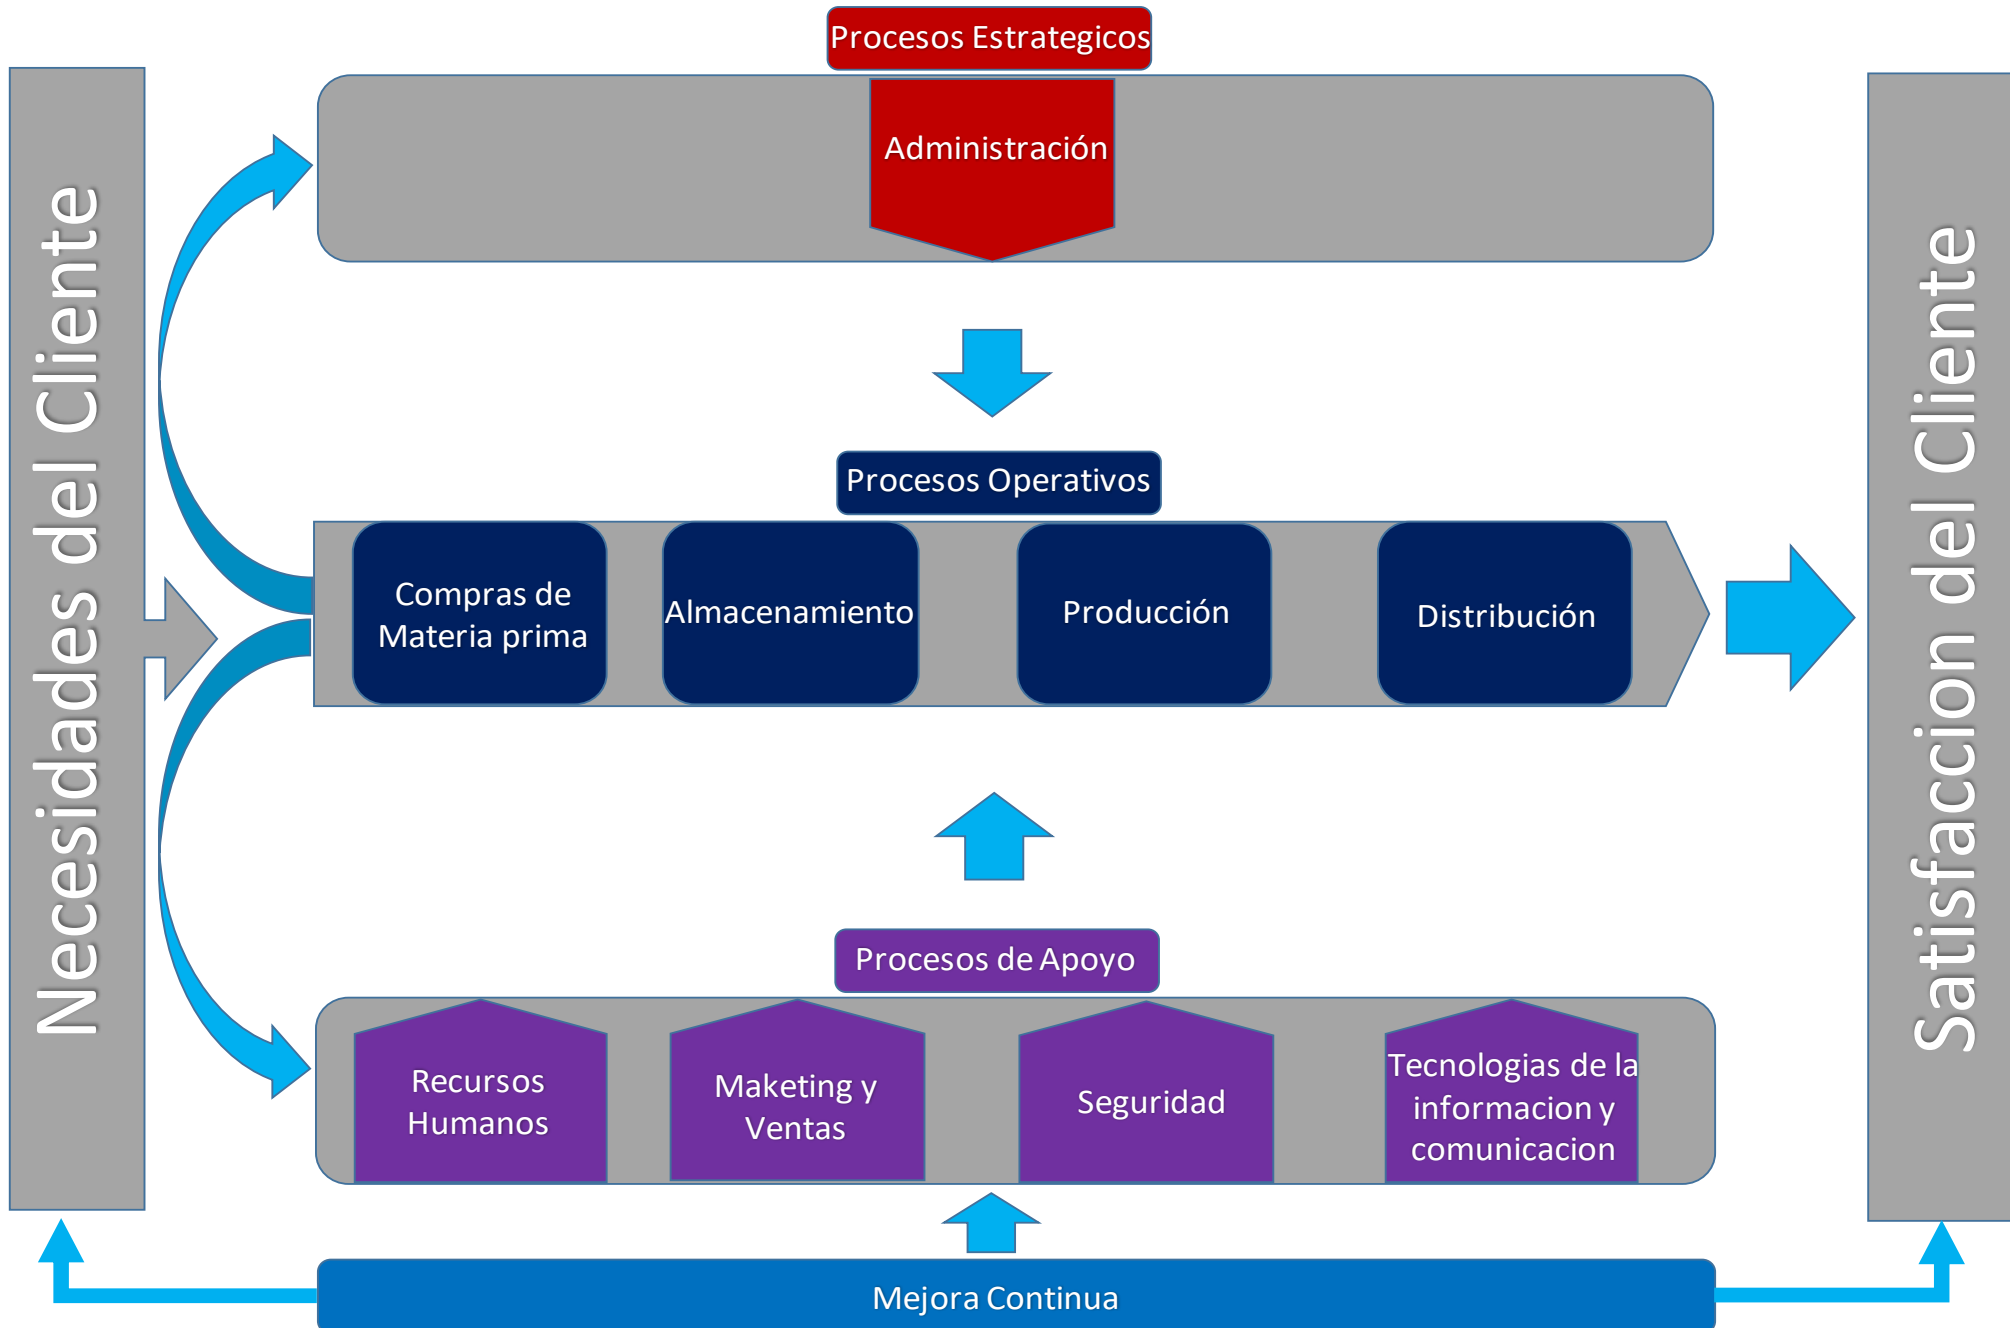 Procesos Estrategicos
Administración
Necesidades del Cliente
Procesos Operativos
Compras de
Materia prima
Almacenamiento
Producción
Distribución
Satisfaccion del Cliente
Procesos de Apoyo
Recursos
Humanos
Maketing y
Ventas
Seguridad
Tecnologias de la
informacion y
comunicacion
Mejora Continua